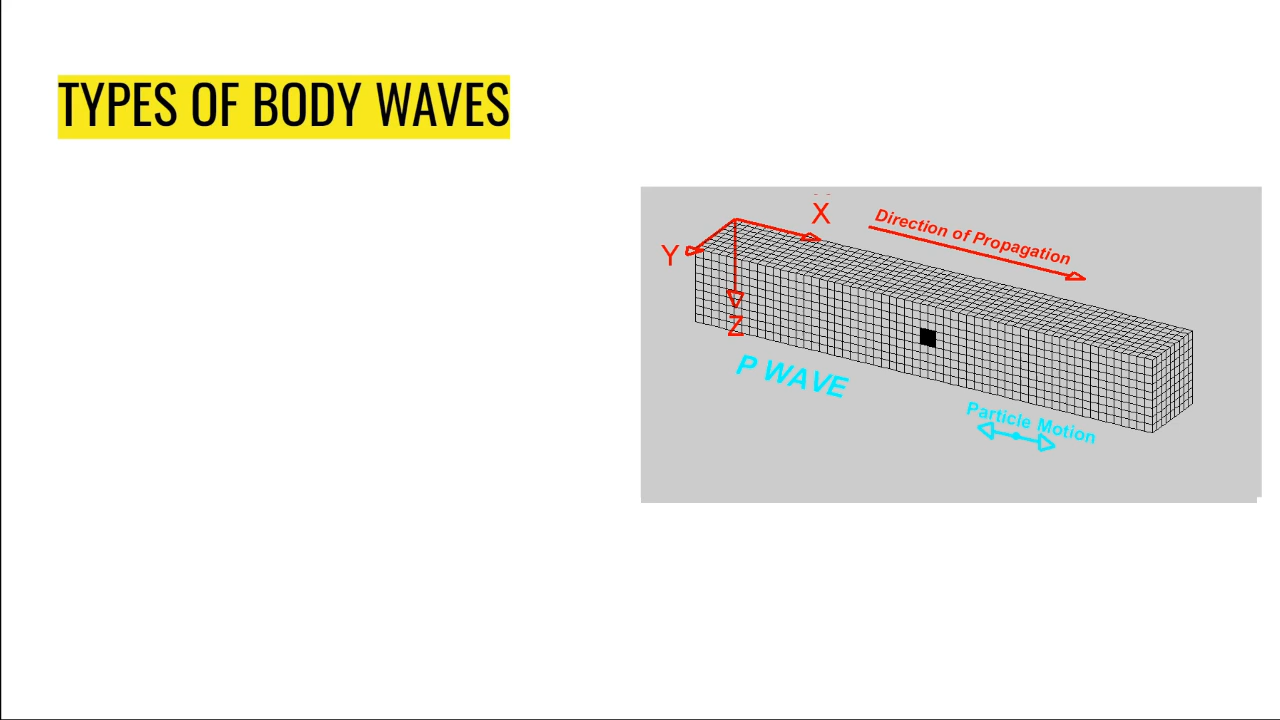 TYPES OF BODY WAVES
X
Direction of Propagation
Y
Z
P WAVE
Particle Motion